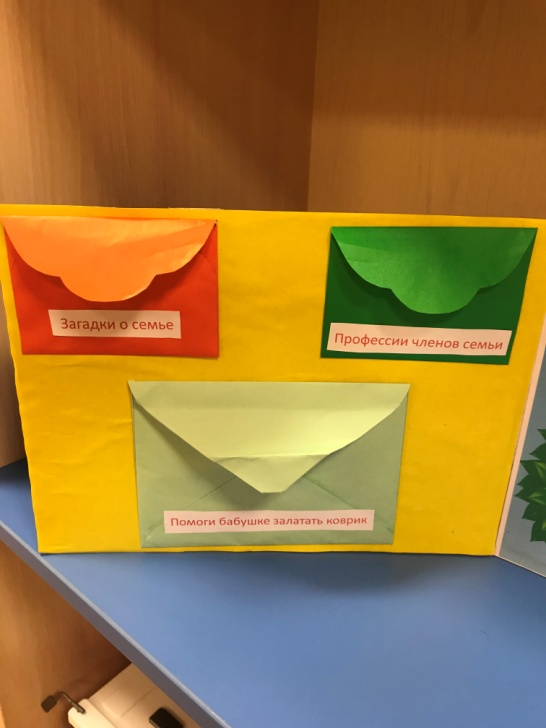 Загадки о семье
Профессии членов семьи
Помоги бабушке залатать коврик